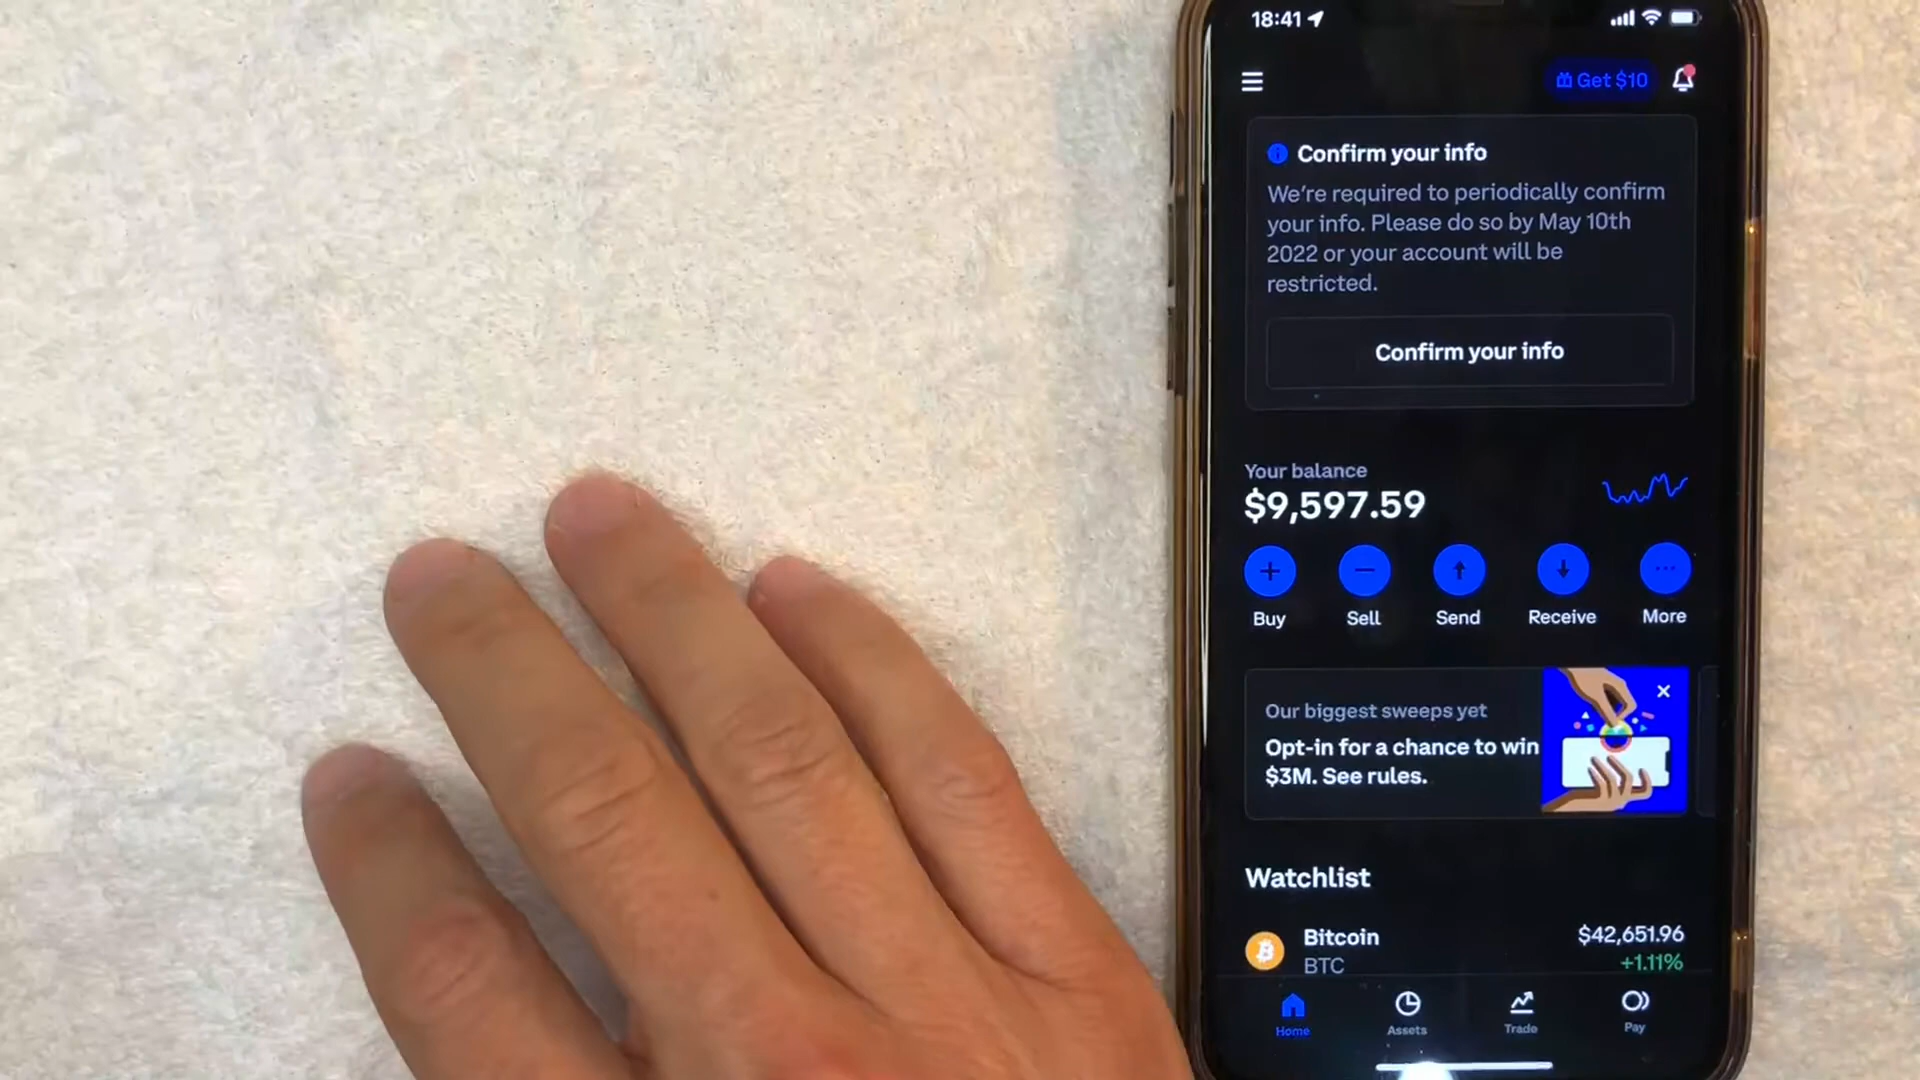 18:41
Get $10
Confirm your info
We're required to periodically confirm
your info. Please do so by May 10th
2022 or your account will be
restricted.
Confirm your info
Your balance
$9,597.59
Buy
Sell
Send
Receive
More
Our biggest sweeps yet
Opt-in for a chance to win
$3M. See rules.
Watchlist
Bitcoin
$42,651.96
BTC
+1.11%
Home
Assets
Trade
Pay